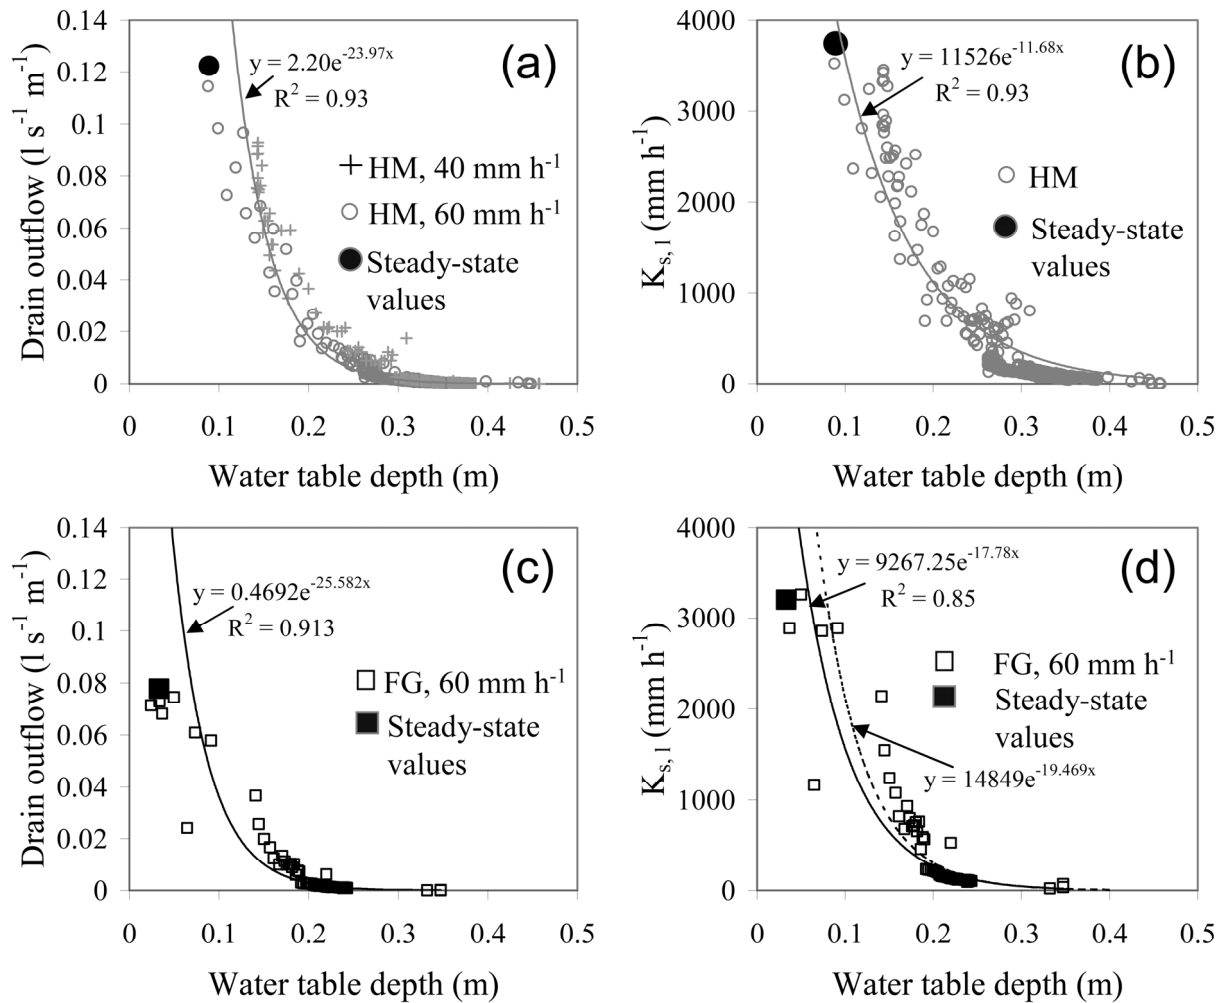 (a)
Drain outflow (l s⁻¹ m⁻¹)
0.14
0.12
0.1
0.08
0.06
0.04
0.02
0
y = 2.20e^-23.97x
R² = 0.93
HM, 40 mm h⁻¹
HM, 60 mm h⁻¹
Steady-state
values
0 0.1 0.2 0.3 0.4 0.5
Water table depth (m)
(b)
Ks,1 (mm h⁻¹)
4000
3000
2000
1000
0
y = 11526e^-11.68x
R² = 0.93
HM
Steady-state
values
0 0.1 0.2 0.3 0.4 0.5
Water table depth (m)
(c)
Drain outflow (l s⁻¹ m⁻¹)
0.14
0.12
0.1
0.08
0.06
0.04
0.02
0
y = 0.4692e^-25.582x
R² = 0.913
FG, 60 mm h⁻¹
Steady-state
values
0 0.1 0.2 0.3 0.4 0.5
Water table depth (m)
(d)
Ks,1 (mm h⁻¹)
4000
3000
2000
1000
0
y = 9267.25e^-17.78x
R² = 0.85
FG, 60 mm h⁻¹
Steady-state
values
y = 14849e^-19.469x
0 0.1 0.2 0.3 0.4 0.5
Water table depth (m)